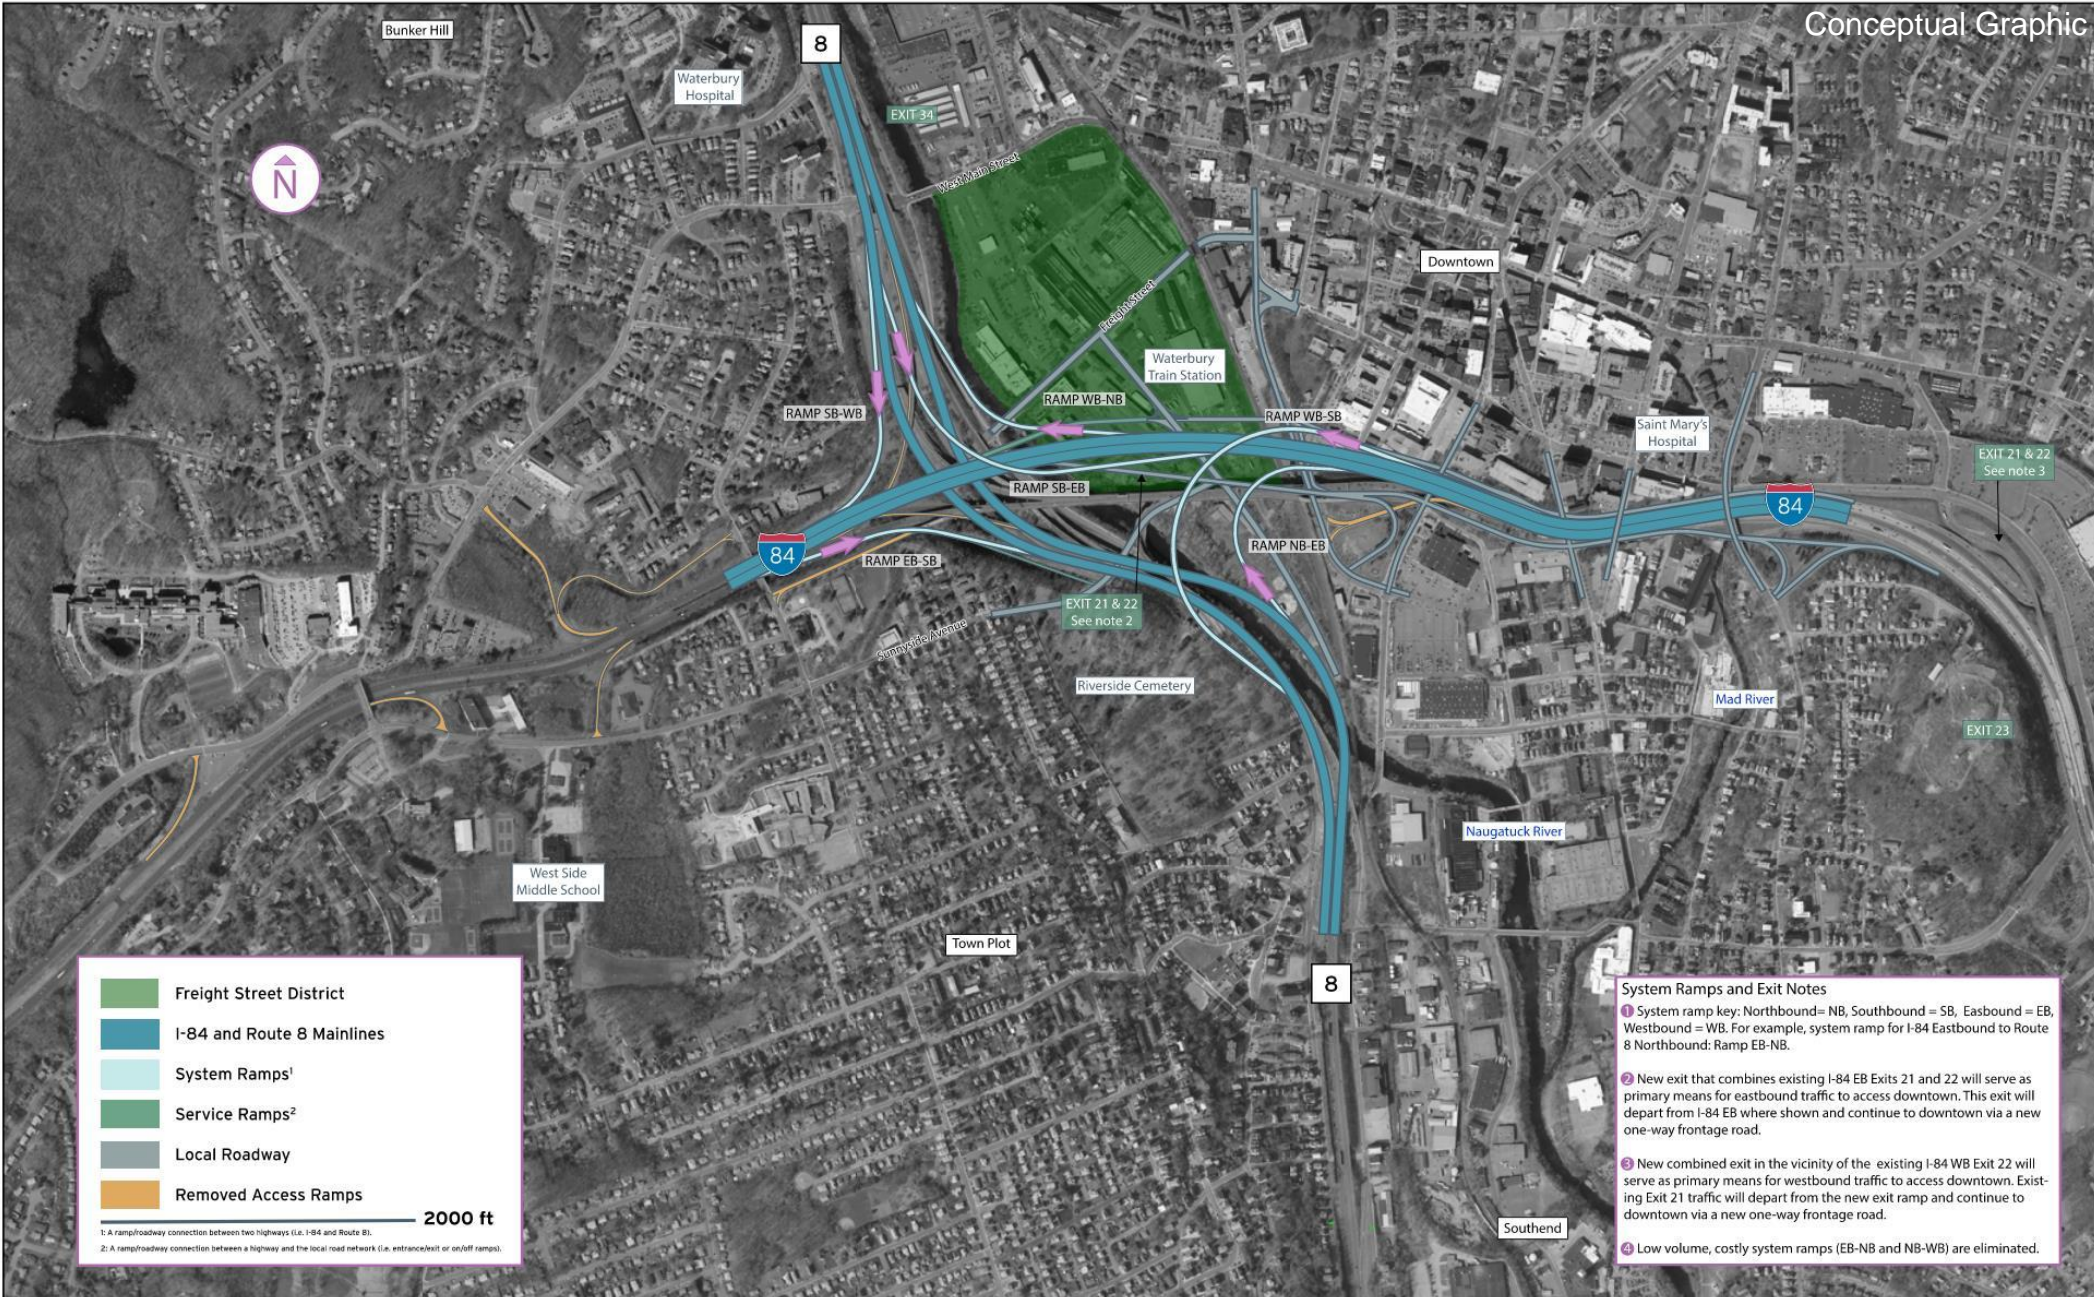 Conceptual Graphic
Bunker Hill
8
Waterbury
Hospital
EXIT 34
West Main Street
N
Downtown
Freight Street
Waterbury
Train Station
RAMP WB-NB
RAMP SB-WB
RAMP WB-SB
Saint Mary's
Hospital
EXIT 21 & 22
See note 3
RAMP SB-EB
84
84
RAMP NB-EB
RAMP EB-SB
EXIT 21 & 22
See note 2
Sunnyside Avenue
Riverside Cemetery
Mad River
EXIT 23
Naugatuck River
West Side
Middle School
Town Plot
8
Southend
Freight Street District
I-84 and Route 8 Mainlines
System Ramps¹
Service Ramps²
Local Roadway
Removed Access Ramps
2000 ft
1: A ramp/roadway connection between two highways (i.e. I-84 and Route 8).
2: A ramp/roadway connection between a highway and the local road network (i.e. entrance/exit or on/off ramps).
System Ramps and Exit Notes
1 System ramp key: Northbound= NB, Southbound = SB, Easbound = EB,
Westbound = WB. For example, system ramp for I-84 Eastbound to Route
8 Northbound: Ramp EB-NB.
2 New exit that combines existing I-84 EB Exits 21 and 22 will serve as
primary means for eastbound traffic to access downtown. This exit will
depart from I-84 EB where shown and continue to downtown via a new
one-way frontage road.
3 New combined exit in the vicinity of the existing I-84 WB Exit 22 will
serve as primary means for westbound traffic to access downtown. Exist-
ing Exit 21 traffic will depart from the new exit ramp and continue to
downtown via a new one-way frontage road.
4 Low volume, costly system ramps (EB-NB and NB-WB) are eliminated.